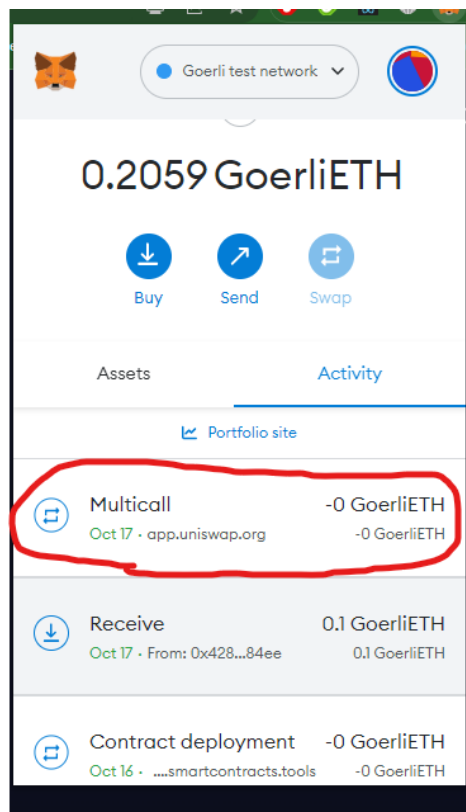 Goerli test network
0.2059 GoerliETH
Buy Send Swap
Assets Activity
Portfolio site
Multicall -0 GoerliETH
Oct 17 · app.uniswap.org -0 GoerliETH
Receive 0.1 GoerliETH
Oct 17 · From: 0x428...84ee 0.1 GoerliETH
Contract deployment -0 GoerliETH
Oct 16 · ....smartcontracts.tools -0 GoerliETH